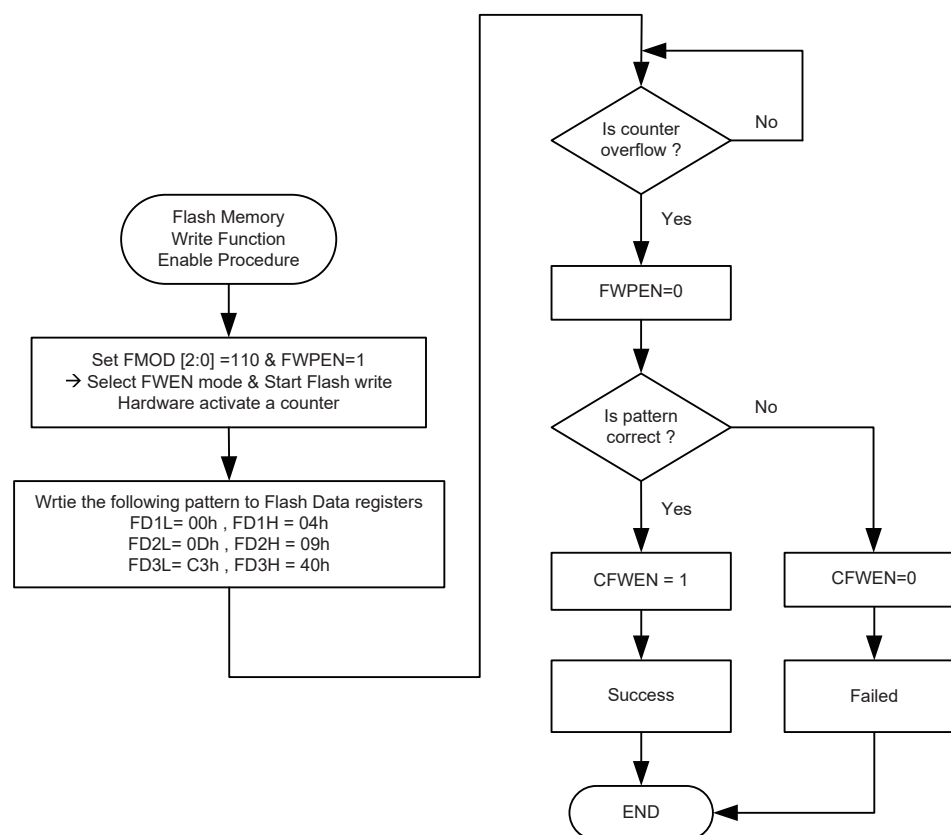 Flash Memory
Write Function
Enable Procedure
Set FMOD [2:0] =110 & FWPEN=1
→ Select FWEN mode & Start Flash write
Hardware activate a counter
Wrtie the following pattern to Flash Data registers
FD1L= 00h , FD1H = 04h
FD2L= 0Dh , FD2H = 09h
FD3L= C3h , FD3H = 40h
Is counter
overflow ?
No
Yes
FWPEN=0
Is pattern
correct ?
No
Yes
CFWEN = 1
CFWEN=0
Success
Failed
END